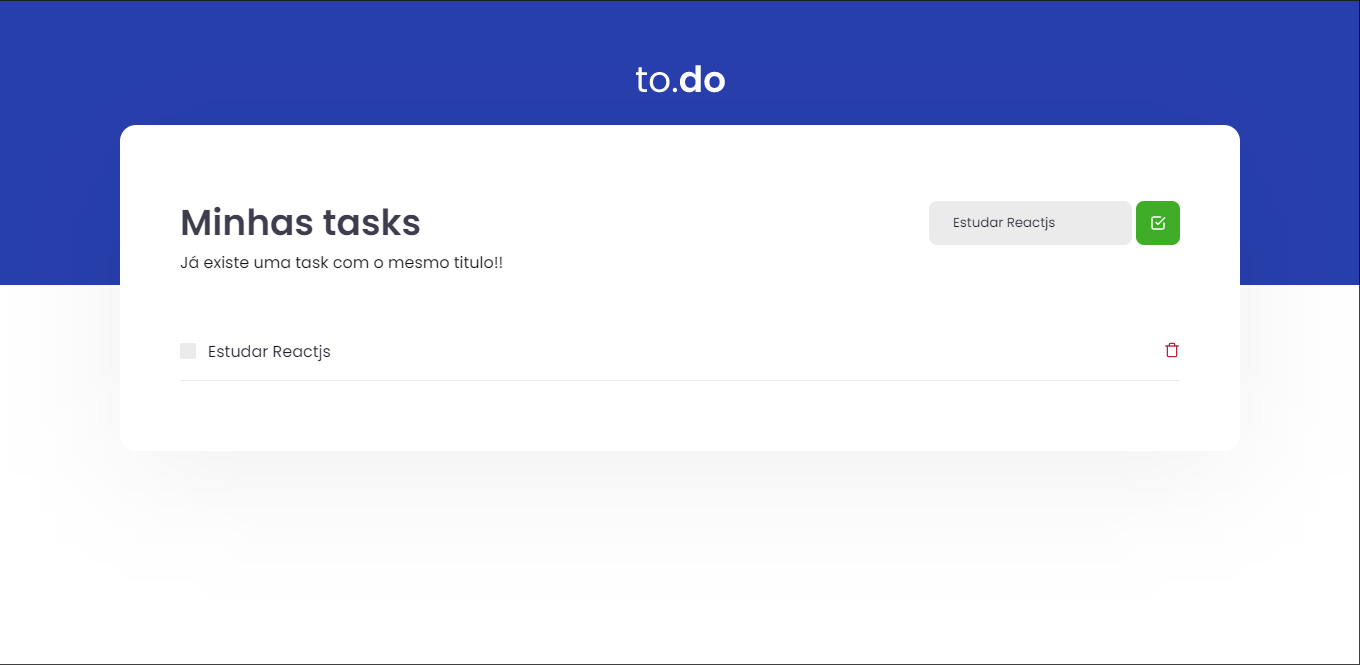 to.do
Minhas tasks
Estudar Reactjs
Já existe uma task com o mesmo titulo!!
Estudar Reactjs